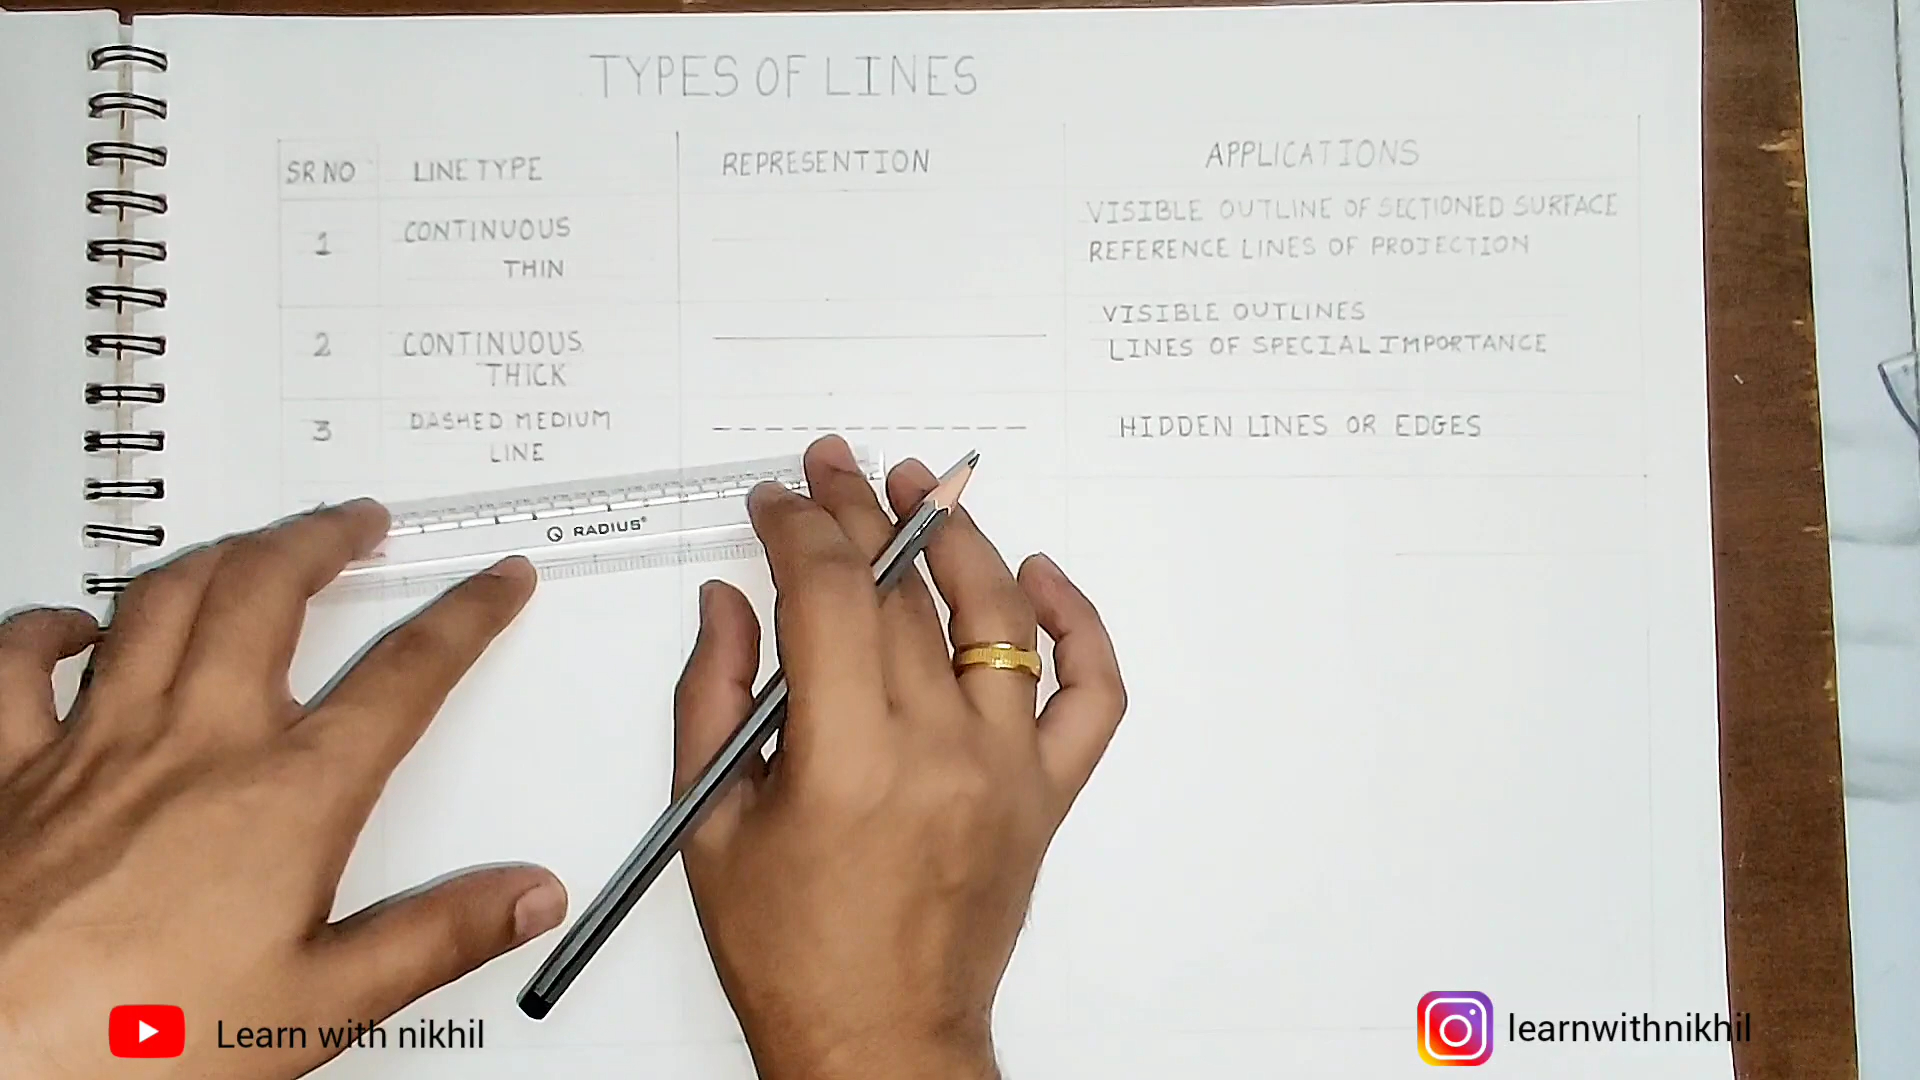 TYPES OF LINES
SR NO LINE TYPE REPRESENTION APPLICATIONS
1 CONTINUOUS THIN VISIBLE OUTLINE OF SECTIONED SURFACE
REFERENCE LINES OF PROJECTION
2 CONTINUOUS THICK VISIBLE OUTLINES
LINES OF SPECIAL IMPORTANCE
3 DASHED MEDIUM LINE HIDDEN LINES OR EDGES
RADIUS
Learn with nikhil
learnwithnikhil